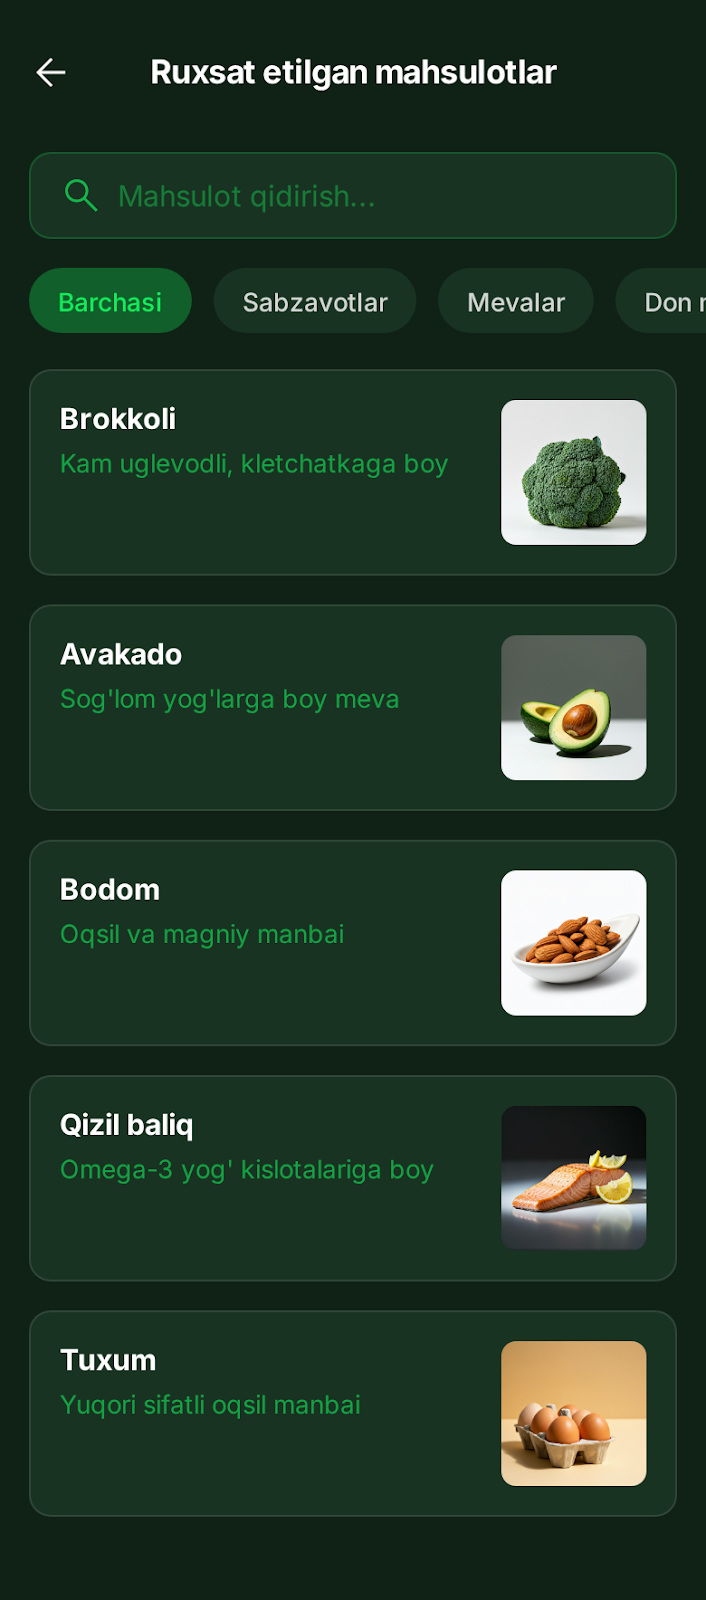 Ruxsat etilgan mahsulotlar
Mahsulot qidirish...
Barchasi Sabzavotlar Mevalar Don
Brokkoli
Kam uglevodli, kletchatkaga boy
Avakado
Sog'lom yog'larga boy meva
Bodom
Oqsil va magniy manbai
Qizil baliq
Omega-3 yog' kislotalariga boy
Tuxum
Yuqori sifatli oqsil manbai